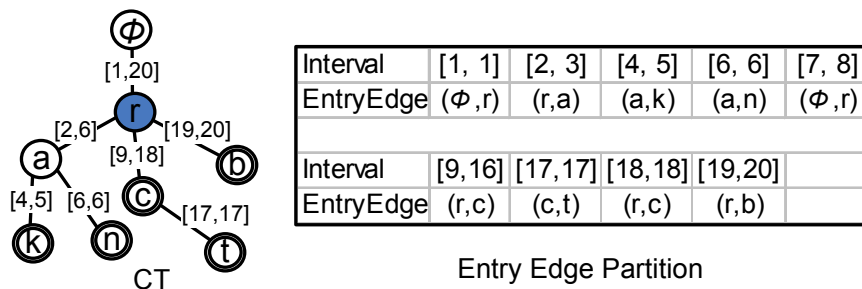 Φ
[1,20]
r
[2,6]
[19,20]
[9,18]
a
b
[4,5]
[6,6]
c
[17,17]
k
n
t
CT
Interval [1, 1] [2, 3] [4, 5] [6, 6] [7, 8]
EntryEdge (Φ,r) (r,a) (a,k) (a,n) (Φ,r)
Interval [9,16] [17,17] [18,18] [19,20]
EntryEdge (r,c) (c,t) (r,c) (r,b)
Entry Edge Partition